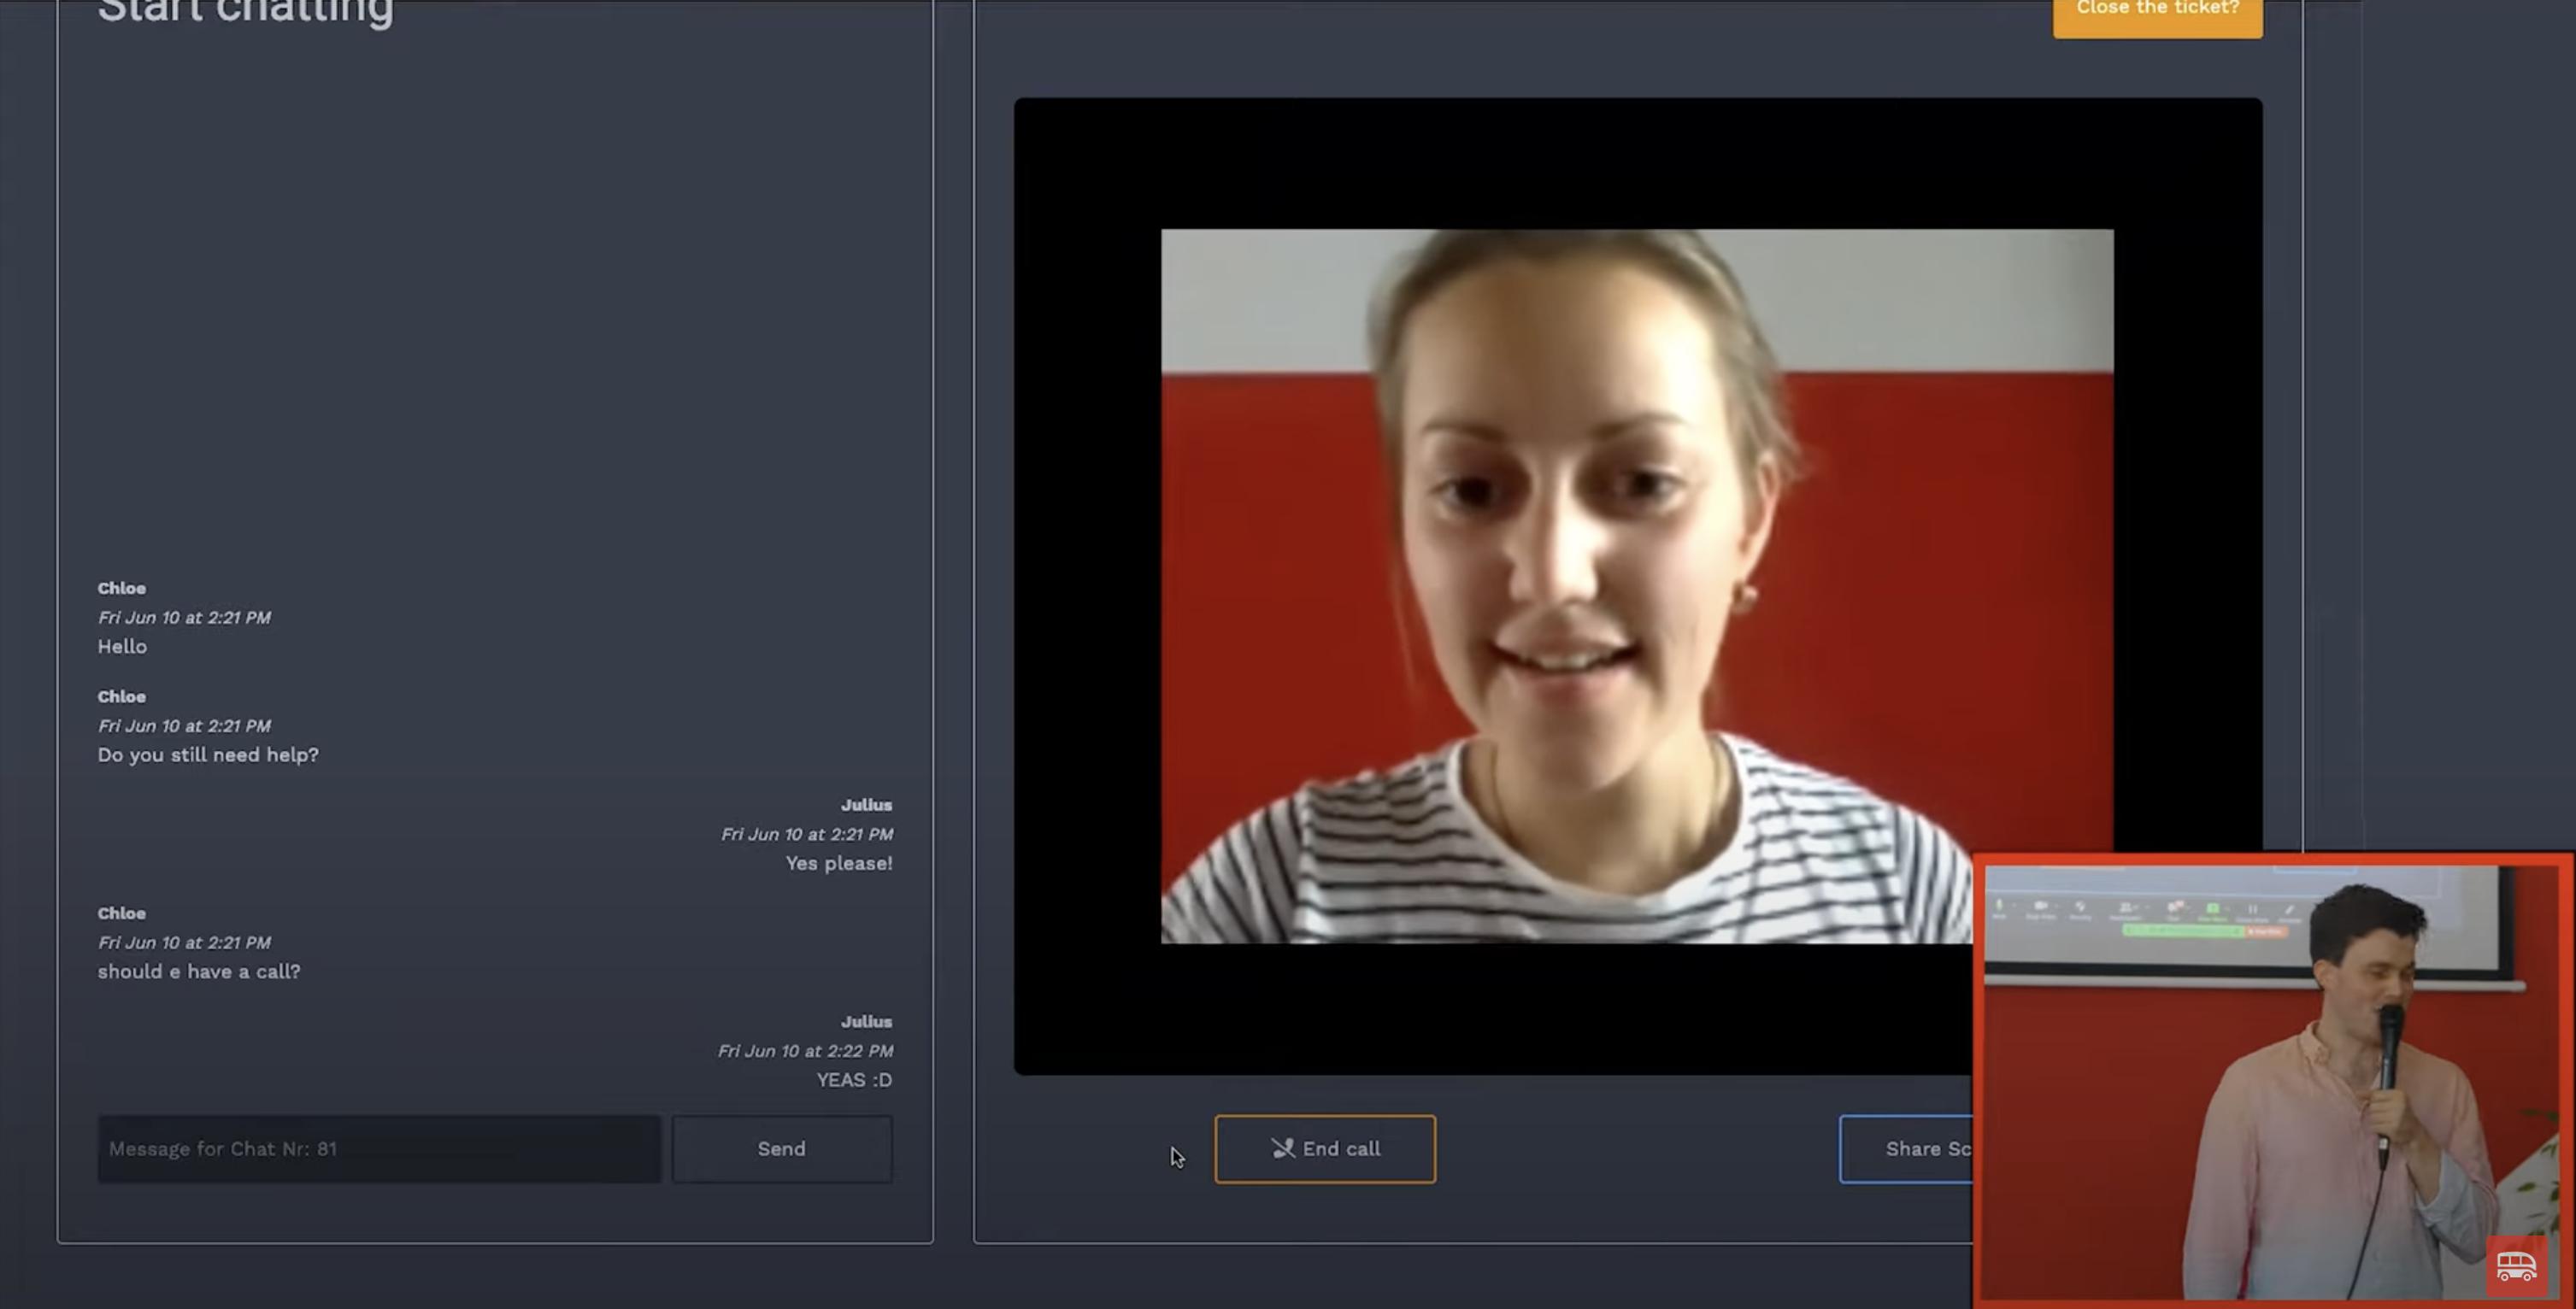 Start chatting
Close the ticket?
Chloe
Fri Jun 10 at 2:21 PM
Hello
Chloe
Fri Jun 10 at 2:21 PM
Do you still need help?
Julius
Fri Jun 10 at 2:21 PM
Yes please!
Chloe
Fri Jun 10 at 2:21 PM
should e have a call?
Julius
Fri Jun 10 at 2:22 PM
YEAS :D
Message for Chat Nr: 81
Send
End call
Share Sc